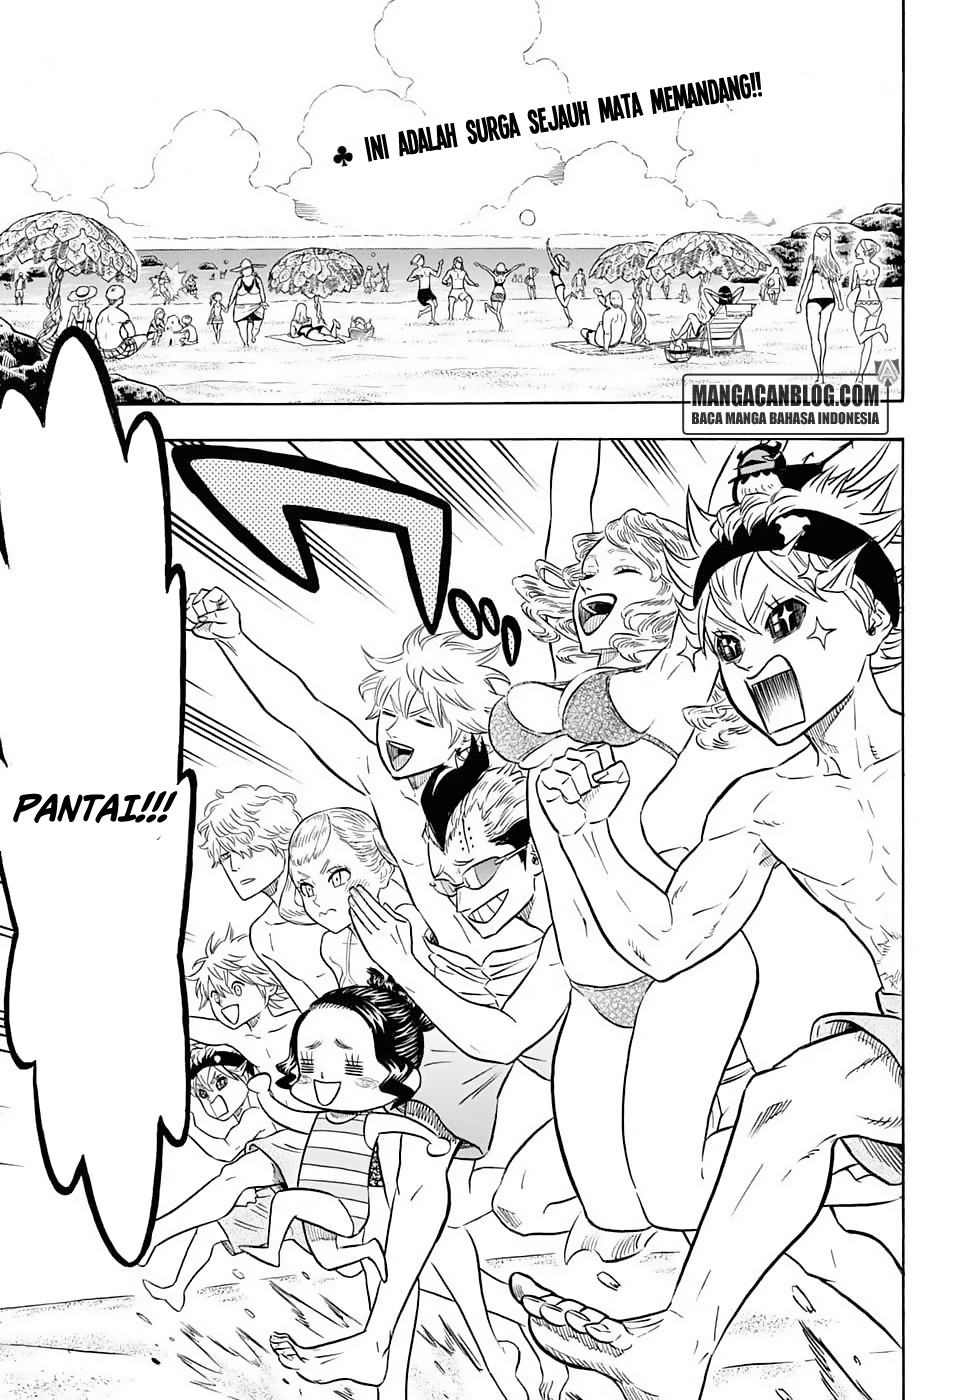 ♣ INI ADALAH SURGA SEJAUH MATA MEMANDANG!!
MANGACANBLOG.COM
BACA MANGA BAHASA INDONESIA
PANTAI!!!